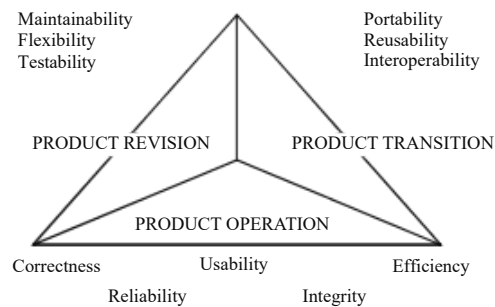 Maintainability
Flexibility
Testability
Portability
Reusability
Interoperability
PRODUCT REVISION
PRODUCT TRANSITION
PRODUCT OPERATION
Correctness
Usability
Efficiency
Reliability
Integrity